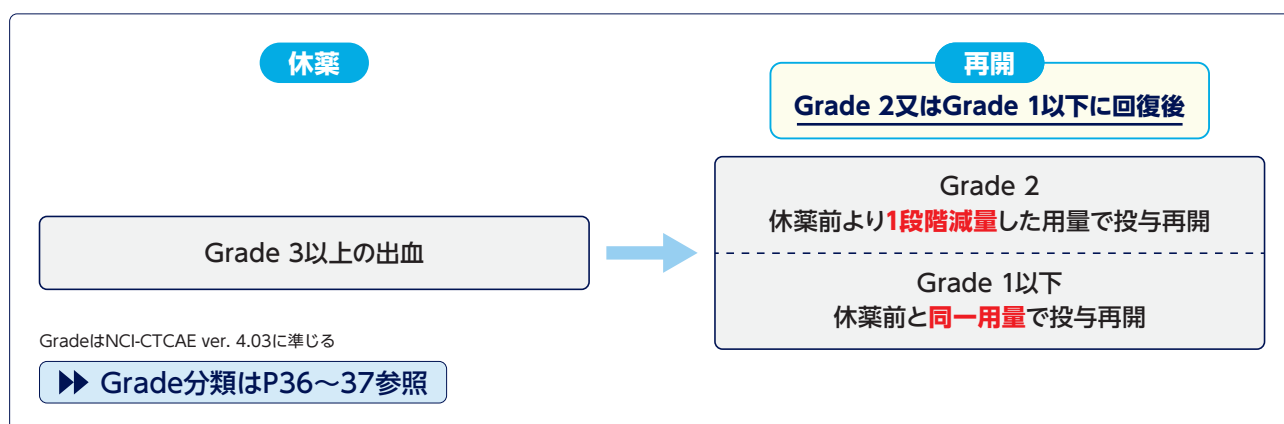 休薬
再開
Grade 2又はGrade 1以下に回復後
Grade 3以上の出血
Grade 2
休薬前より1段階減量した用量で投与再開
Grade 1以下
休薬前と同一用量で投与再開
GradeはNCI-CTCAE ver. 4.03に準じる
Grade分類はP36〜37参照